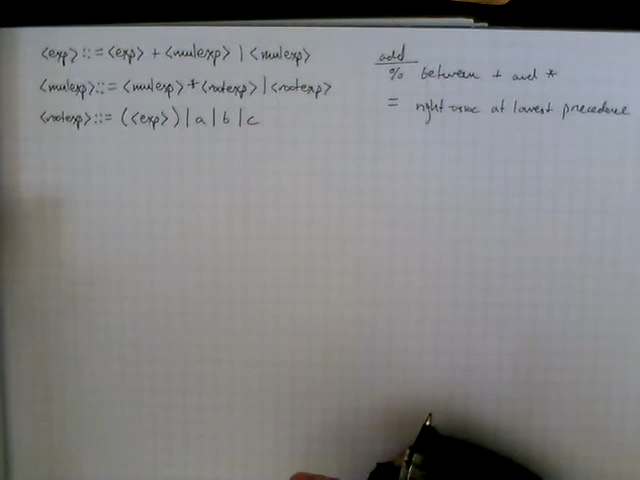 <exp> ::= <exp> + <mulexp> | <mulexp>
<mulexp> ::= <mulexp> * <rootexp> | <rootexp>
<rootexp> ::= (<exp>) | a | b | c
add
% between + and *
= right assoc at lowest precedence